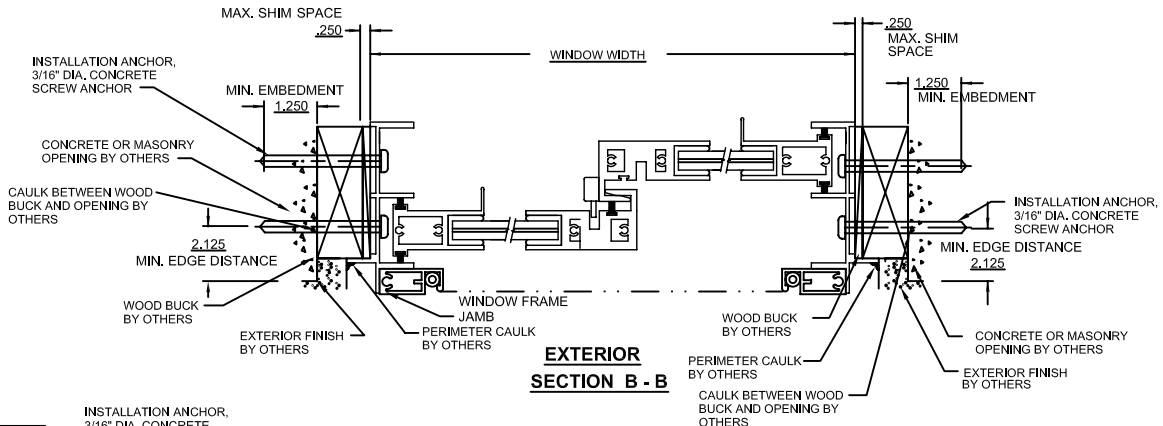 MAX. SHIM SPACE
.250
INSTALLATION ANCHOR,
3/16" DIA. CONCRETE
SCREW ANCHOR
MIN. EMBEDMENT
1.250
CONCRETE OR MASONRY
OPENING BY OTHERS
CAULK BETWEEN WOOD
BUCK AND OPENING BY
OTHERS
2.125
MIN. EDGE DISTANCE
WOOD BUCK
BY OTHERS
EXTERIOR FINISH
BY OTHERS
PERIMETER CAULK
BY OTHERS
WINDOW FRAME
JAMB
WINDOW WIDTH
.250
MAX. SHIM
SPACE
1.250
MIN. EMBEDMENT
INSTALLATION ANCHOR,
3/16" DIA. CONCRETE
SCREW ANCHOR
MIN. EDGE DISTANCE
2.125
WOOD BUCK
BY OTHERS
PERIMETER CAULK
BY OTHERS
CAULK BETWEEN WOOD
BUCK AND OPENING BY
OTHERS
CONCRETE OR MASONRY
OPENING BY OTHERS
EXTERIOR FINISH
BY OTHERS
EXTERIOR
SECTION B - B
INSTALLATION ANCHOR,
3/16" DIA. CONCRETE